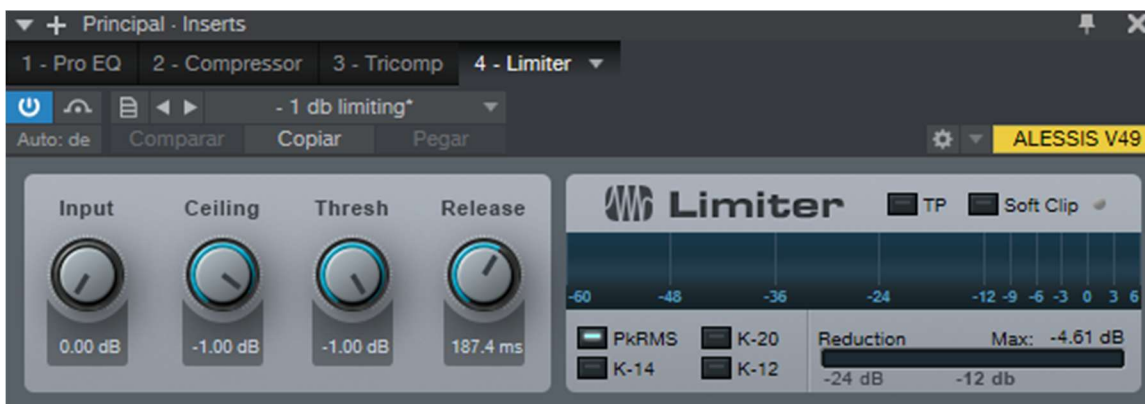 Principal - Inserts
1 - Pro EQ 2 - Compressor 3 - Tricomp 4 - Limiter
- 1 db limiting*
Auto: de Comparar Copiar Pegar ALESSIS V49
Input Ceiling Thresh Release
0.00 dB -1.00 dB -1.00 dB 187.4 ms
Limiter TP Soft Clip
-60 -48 -36 -24 -12 -9 -6 -3 0 3 6
PkRMS K-20
K-14 K-12
Reduction Max: -4.61 dB
-24 dB -12 db